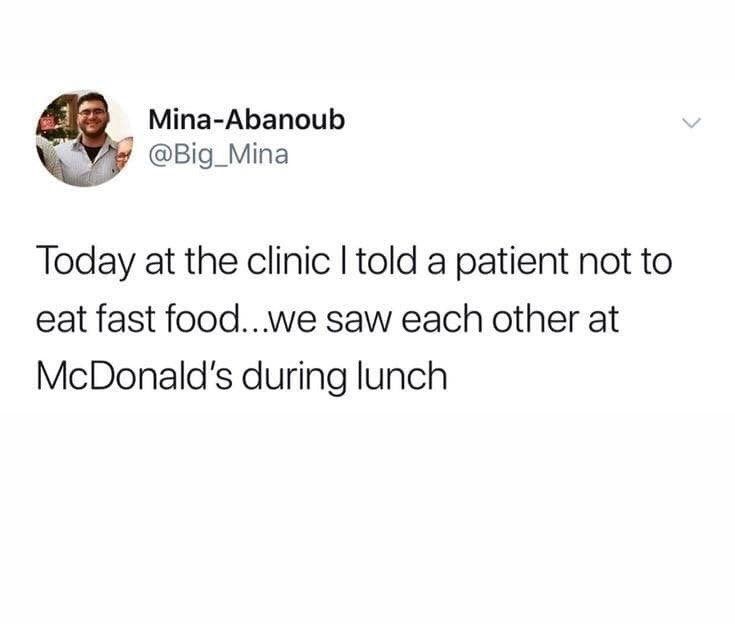 Mina-Abanoub
@Big_Mina
Today at the clinic I told a patient not to
eat fast food...we saw each other at
McDonald's during lunch